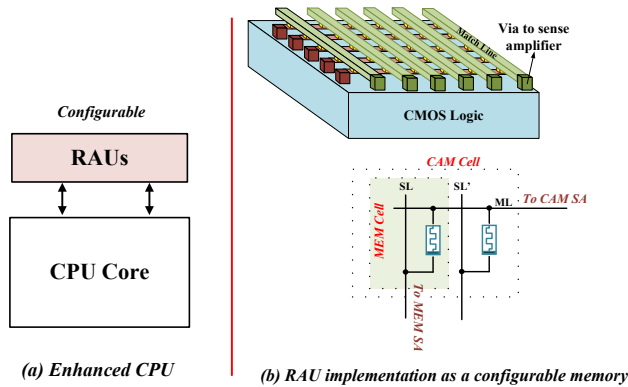 Configurable
RAUs
CPU Core
(a) Enhanced CPU
Match Line
Via to sense
amplifier
CMOS Logic
CAM Cell
SL
SL'
ML
To CAM SA
MEM Cell
To MEM SA
(b) RAU implementation as a configurable memory